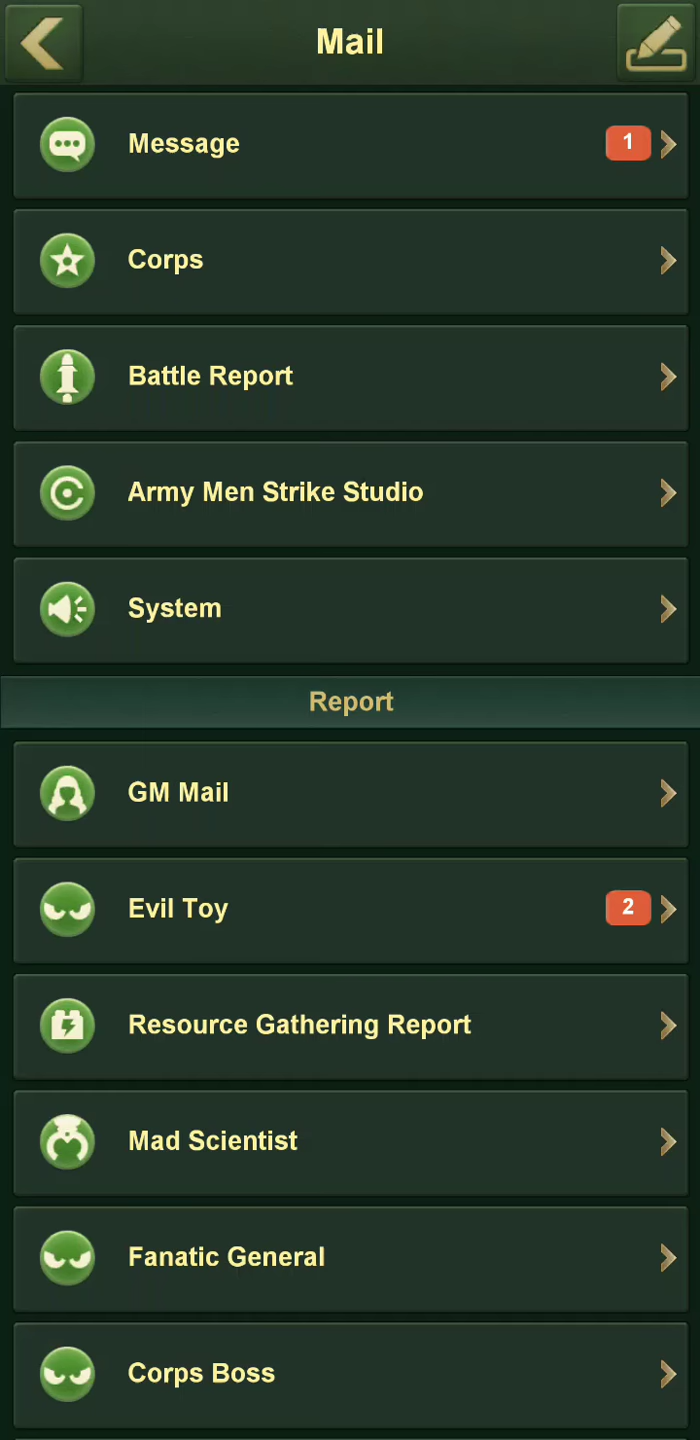 Mail
Message 1
Corps
Battle Report
Army Men Strike Studio
System
Report
GM Mail
Evil Toy 2
Resource Gathering Report
Mad Scientist
Fanatic General
Corps Boss